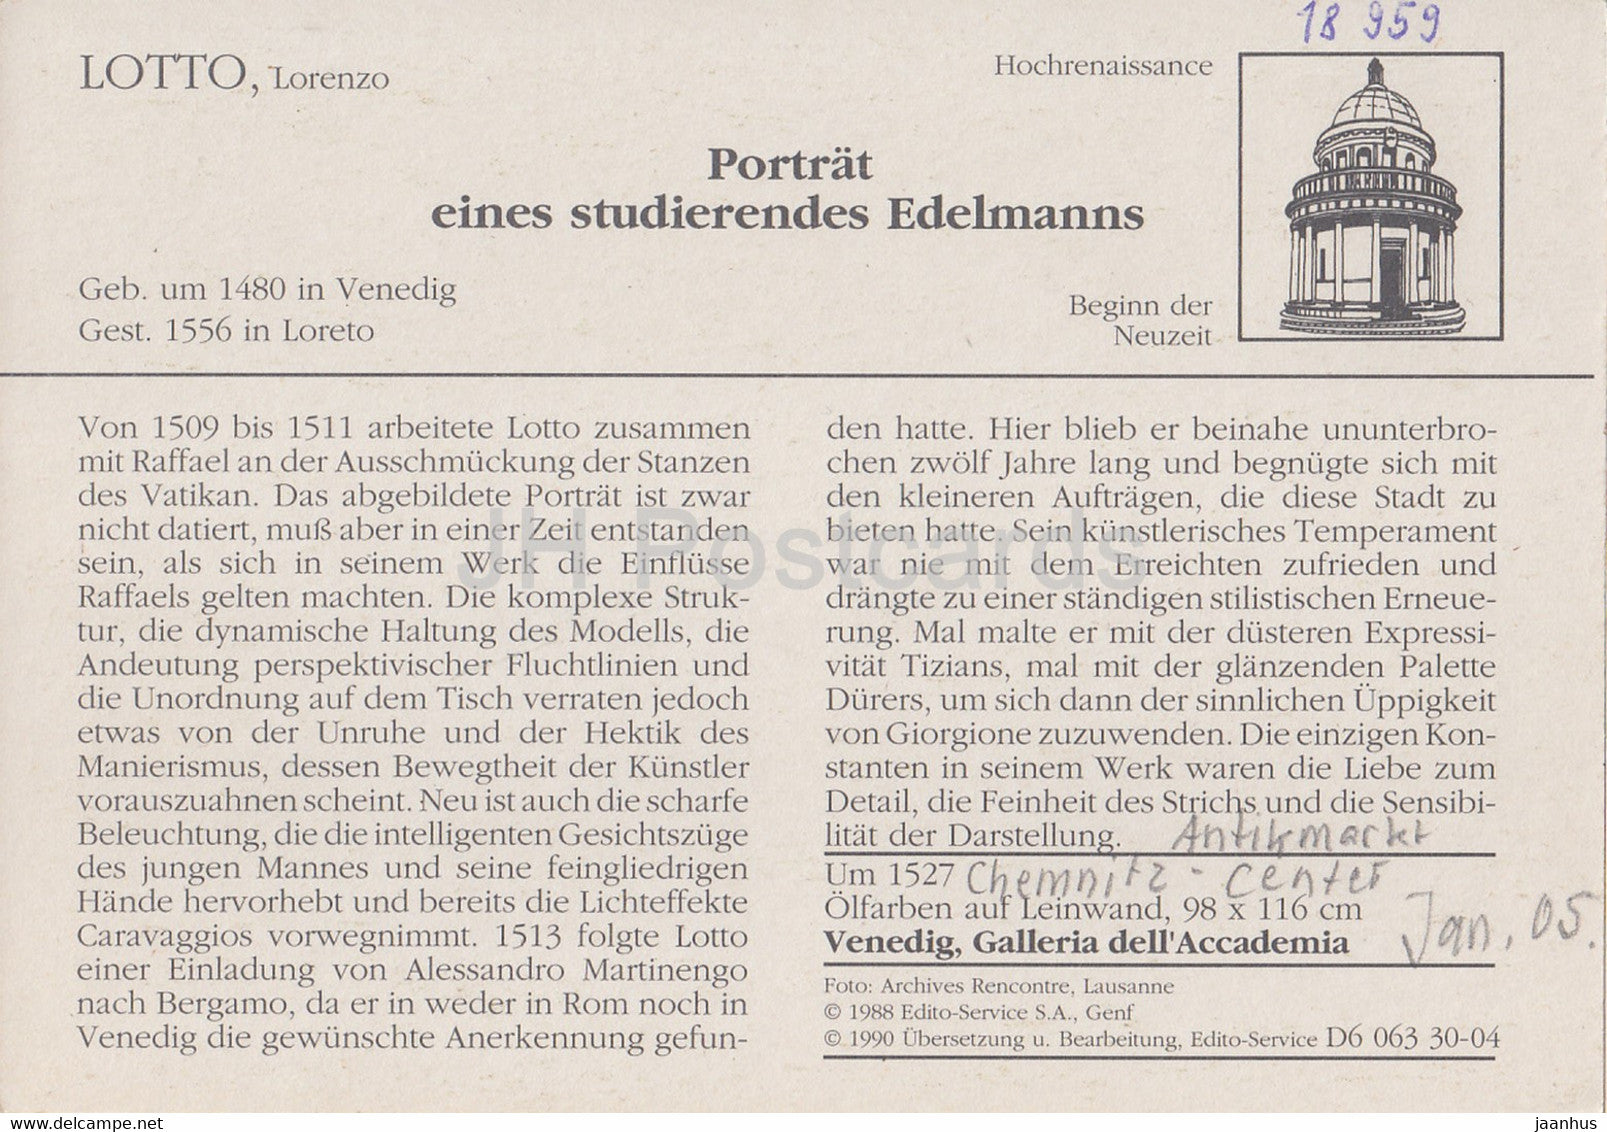 18 959
LOTTO, Lorenzo
Hochrenaissance
Porträt
eines studierendes Edelmanns
Geb. um 1480 in Venedig
Gest. 1556 in Loreto
Beginn der
Neuzeit
Von 1509 bis 1511 arbeitete Lotto zusammen
mit Raffael an der Ausschmückung der Stanzen
des Vatikan. Das abgebildete Porträt ist zwar
nicht datiert, muß aber in einer Zeit entstanden
sein, als sich in seinem Werk die Einflüsse
Raffaels gelten machten. Die komplexe Struk-
tur, die dynamische Haltung des Modells, die
Andeutung perspektivischer Fluchtlinien und
die Unordnung auf dem Tisch verraten jedoch
etwas von der Unruhe und der Hektik des
Manierismus, dessen Bewegtheit der Künstler
vorauszuahnen scheint. Neu ist auch die scharfe
Beleuchtung, die die intelligenten Gesichtszüge
des jungen Mannes und seine feingliedrigen
Hände hervorhebt und bereits die Lichteffekte
Caravaggios vorwegnimmt. 1513 folgte Lotto
einer Einladung von Alessandro Martinengo
nach Bergamo, da er in weder in Rom noch in
Venedig die gewünschte Anerkennung gefun-
den hatte. Hier blieb er beinahe ununterbro-
chen zwölf Jahre lang und begnügte sich mit
den kleineren Aufträgen, die diese Stadt zu
bieten hatte. Sein künstlerisches Temperament
war nie mit dem Erreichten zufrieden und
drängte zu einer ständigen stilistischen Erneue-
rung. Mal malte er mit der düsteren Expressi-
vität Tizians, mal mit der glänzenden Palette
Dürers, um sich dann der sinnlichen Üppigkeit
von Giorgione zuzuwenden. Die einzigen Kon-
stanten in seinem Werk waren die Liebe zum
Detail, die Feinheit des Strichs und die Sensibi-
lität der Darstellung. Antikmarkt
Um 1527 Chemnitz - Center
Ölfarben auf Leinwand, 98 x 116 cm
Jan. 05.
Venedig, Galleria dell'Accademia
Foto: Archives Rencontre, Lausanne
© 1988 Edito-Service S.A., Genf
© 1990 Übersetzung u. Bearbeitung, Edito-Service D6 063 30-04
JH Postcards
delcampe.net
jaanhus